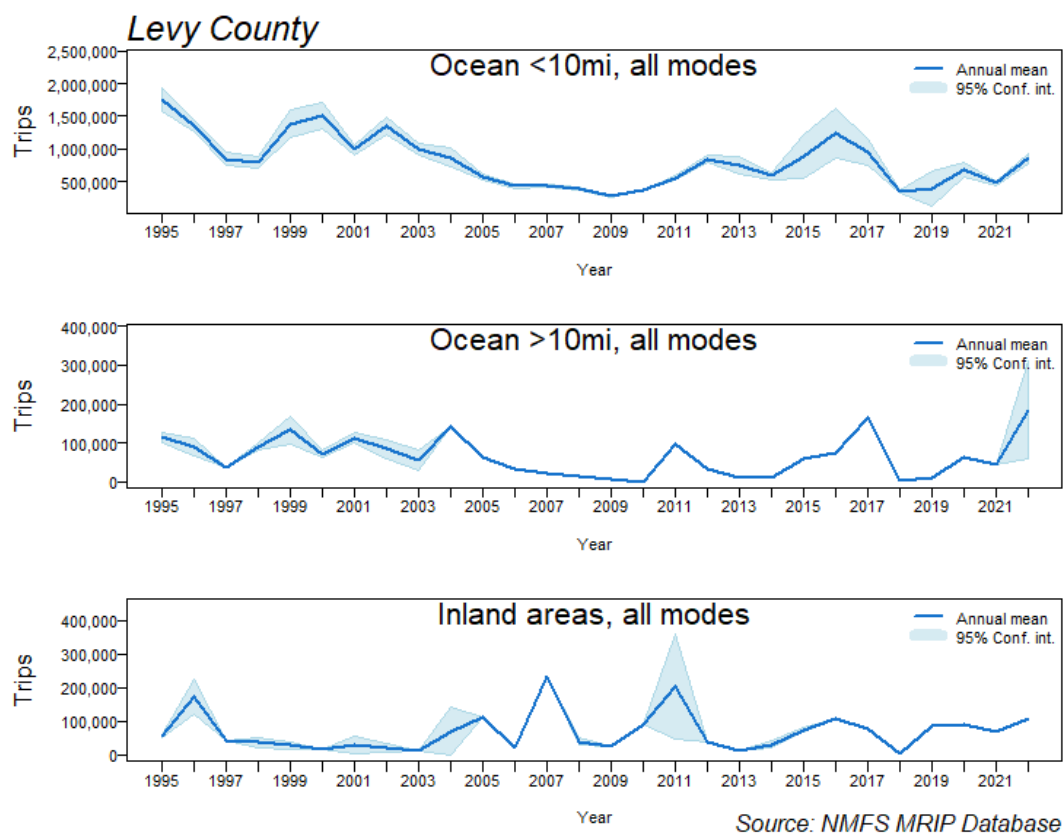 Levy County
Ocean <10mi, all modes
Annual mean
95% Conf. int.
Trips
2,500,000
2,000,000
1,500,000
1,000,000
500,000
1995 1997 1999 2001 2003 2005 2007 2009 2011 2013 2015 2017 2019 2021
Year
Ocean >10mi, all modes
Annual mean
95% Conf. int.
Trips
400,000
300,000
200,000
100,000
0
1995 1997 1999 2001 2003 2005 2007 2009 2011 2013 2015 2017 2019 2021
Year
Inland areas, all modes
Annual mean
95% Conf. int.
Trips
400,000
300,000
200,000
100,000
0
1995 1997 1999 2001 2003 2005 2007 2009 2011 2013 2015 2017 2019 2021
Year
Source: NMFS MRIP Database